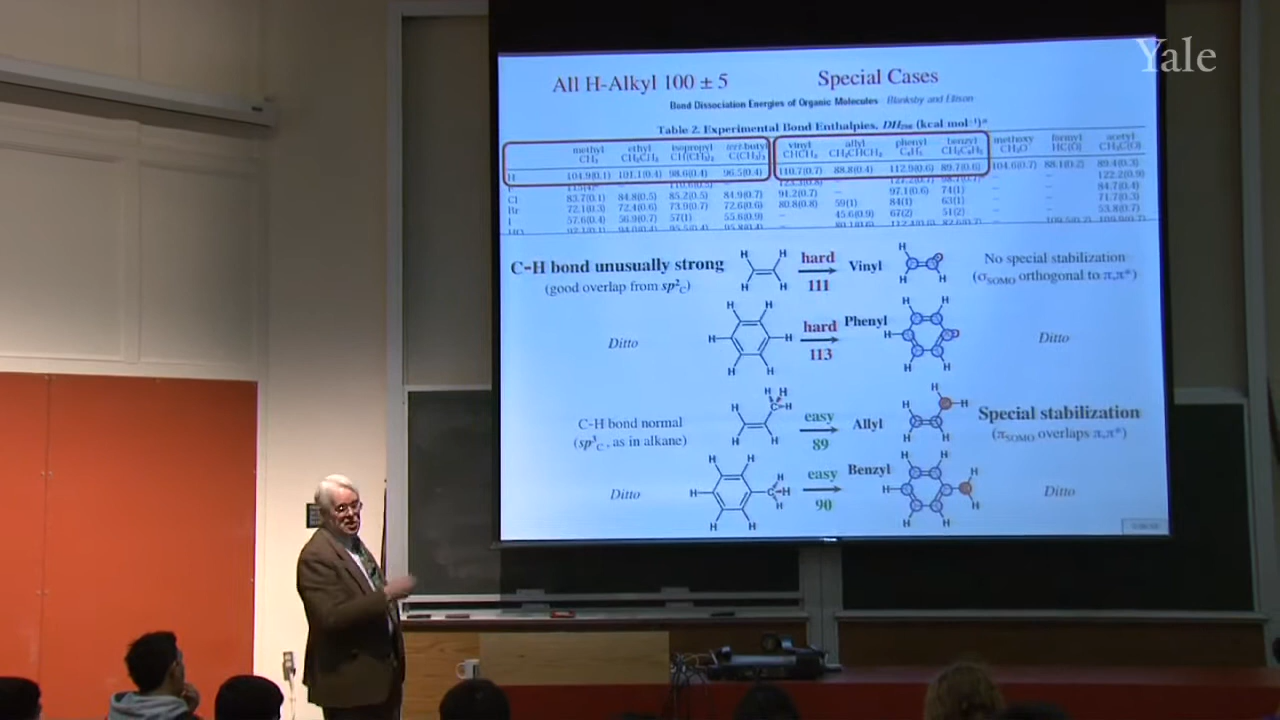 Yale
All H-Alkyl 100 ± 5 Special Cases
Bond Dissociation Energies of Organic Molecules Blanksby and Ellison
Table 2. Experimental Bond Enthalpies, DH298 (kcal mol⁻¹)ᵃ
methyl ethyl isopropyl tert-butyl vinyl allyl phenyl benzyl methoxy formyl acetyl
CH3 CH2CH3 CH(CH3)2 C(CH3)3 CHCH2 CH2CHCH2 C6H5 CH2C6H5 CH3O HC(O) CH3C(O)
H 104.9(0.1) 101.1(0.4) 98.6(0.4) 96.5(0.4) 110.7(0.7) 88.8(0.4) 112.9(0.6) 89.7(0.6) 104.6(0.7) 88.1(0.2) 89.4(0.3)
122.2(0.9)
Cl 83.7(0.1) 84.8(0.5) 85.2(0.5) 84.9(0.7) 94.2(0.7) – 97.1(0.6) 74(1) – – 84.7(0.4)
Br 72.1(0.3) 72.4(0.6) 73.9(0.7) 72.6(0.6) 80.8(0.8) 59(1) 84(1) 63(1) – – 71.7(0.3)
I 57.6(0.4) 56.9(0.7) 57(1) 55.6(0.9) – 45.6(0.9) 67(2) 51(2) – – 53.8(0.7)
C-H bond unusually strong
(good overlap from sp²C)
H H H H
hard
111
Vinyl
H H H
No special stabilization
(σSOMO orthogonal to π,π*)
Ditto
H H H H H H
hard
113
Phenyl
H H H H H
Ditto
C-H bond normal
(sp³C, as in alkane)
H H C H H H H
easy
89
Allyl
H H H H H
Special stabilization
(πSOMO overlaps π,π*)
Ditto
H H H H H C H H H
easy
90
Benzyl
H H H H H H H
Ditto